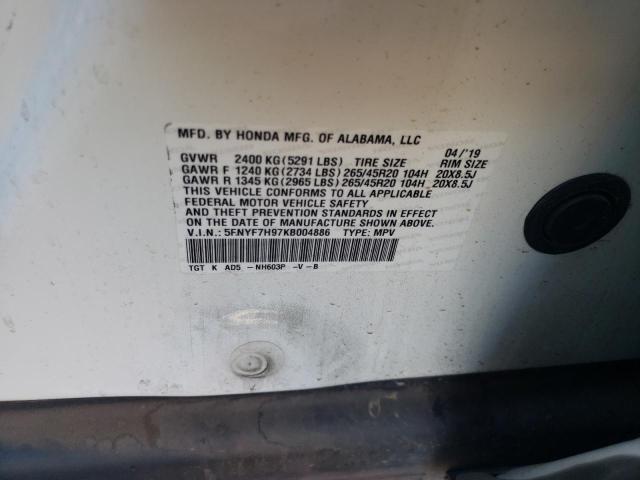 MFD. BY HONDA MFG. OF ALABAMA, LLC 04/'19
GVWR 2400 KG(5291 LBS) TIRE SIZE RIM SIZE
GAWR F 1240 KG(2734 LBS)265/45R20 104H 20X8.5J
GAWR R 1345 KG(2965 LBS)265/45R20 104H 20X8.5J
THIS VEHICLE CONFORMS TO ALL APPLICABLE
FEDERAL MOTOR VEHICLE SAFETY
AND THEFT PREVENTION STANDARDS IN EFFECT
ON THE DATE OF MANUFACTURE SHOWN ABOVE.
V.I.N.: 5FNYF7H97KB004886 TYPE: MPV
TGT K AD5 -NH603P -V-B